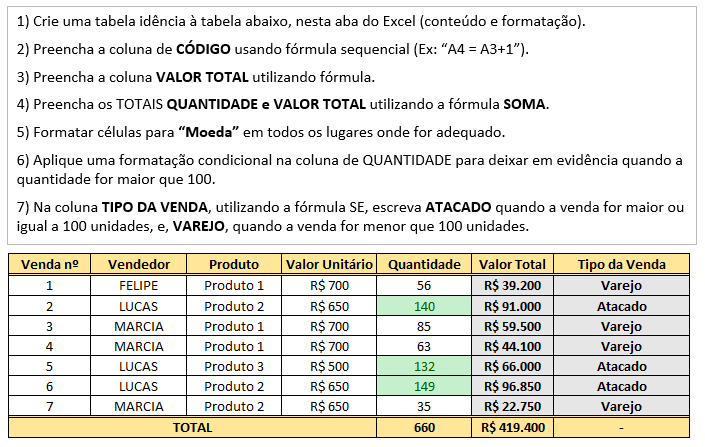 1) Crie uma tabela idência à tabela abaixo, nesta aba do Excel (conteúdo e formatação).
2) Preencha a coluna de CÓDIGO usando fórmula sequencial (Ex: “A4 = A3+1”).
3) Preencha a coluna VALOR TOTAL utilizando fórmula.
4) Preencha os TOTAIS QUANTIDADE e VALOR TOTAL utilizando a fórmula SOMA.
5) Formatar células para “Moeda” em todos os lugares onde for adequado.
6) Aplique uma formatação condicional na coluna de QUANTIDADE para deixar em evidência quando a
quantidade for maior que 100.
7) Na coluna TIPO DA VENDA, utilizando a fórmula SE, escreva ATACADO quando a venda for maior ou
igual a 100 unidades, e, VAREJO, quando a venda for menor que 100 unidades.
Venda nº Vendedor Produto Valor Unitário Quantidade Valor Total Tipo da Venda
1 FELIPE Produto 1 R$ 700 56 R$ 39.200 Varejo
2 LUCAS Produto 2 R$ 650 140 R$ 91.000 Atacado
3 MARCIA Produto 1 R$ 700 85 R$ 59.500 Varejo
4 MARCIA Produto 1 R$ 700 63 R$ 44.100 Varejo
5 LUCAS Produto 3 R$ 500 132 R$ 66.000 Atacado
6 LUCAS Produto 2 R$ 650 149 R$ 96.850 Atacado
7 MARCIA Produto 2 R$ 650 35 R$ 22.750 Varejo
TOTAL 660 R$ 419.400 -